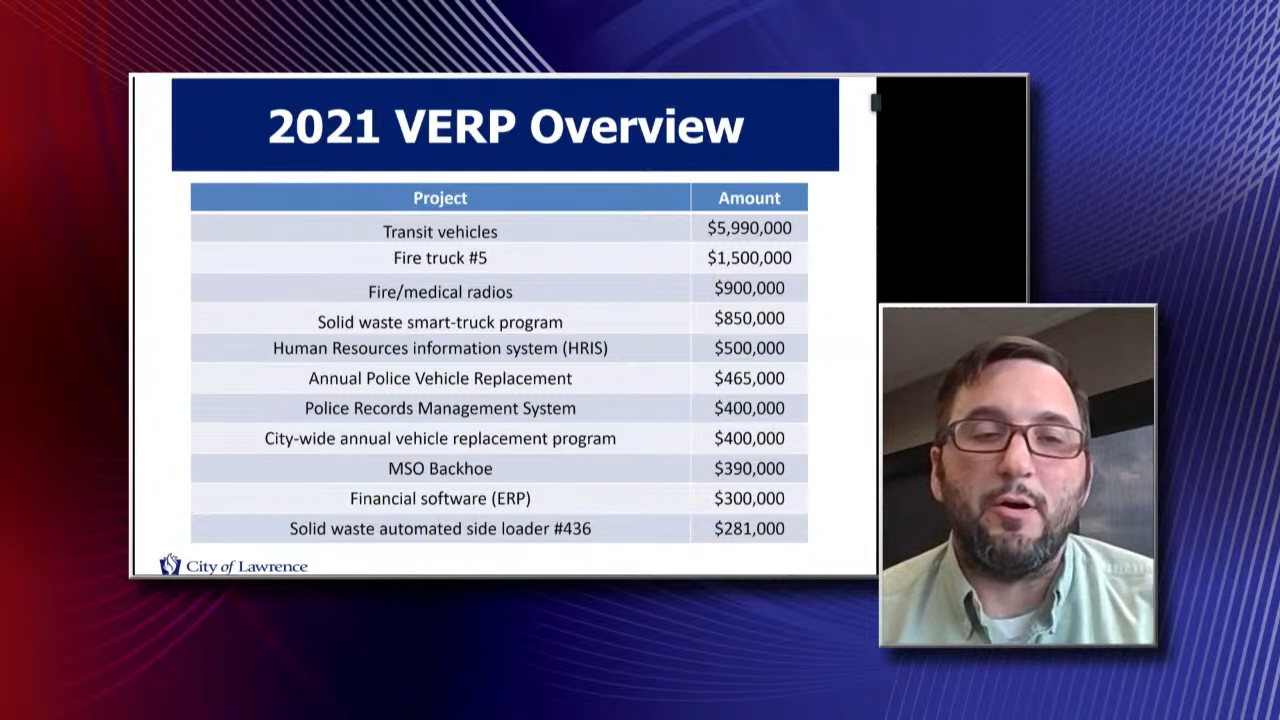 2021 VERP Overview
Project Amount
Transit vehicles $5,990,000
Fire truck #5 $1,500,000
Fire/medical radios $900,000
Solid waste smart-truck program $850,000
Human Resources information system (HRIS) $500,000
Annual Police Vehicle Replacement $465,000
Police Records Management System $400,000
City-wide annual vehicle replacement program $400,000
MSO Backhoe $390,000
Financial software (ERP) $300,000
Solid waste automated side loader #436 $281,000
City of Lawrence